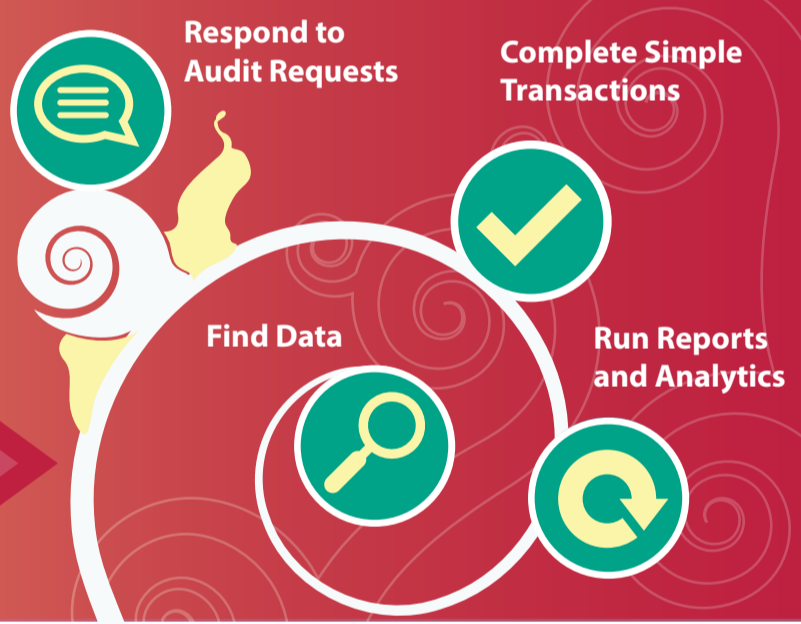 Respond to
Audit Requests
Complete Simple
Transactions
Find Data
Run Reports
and Analytics